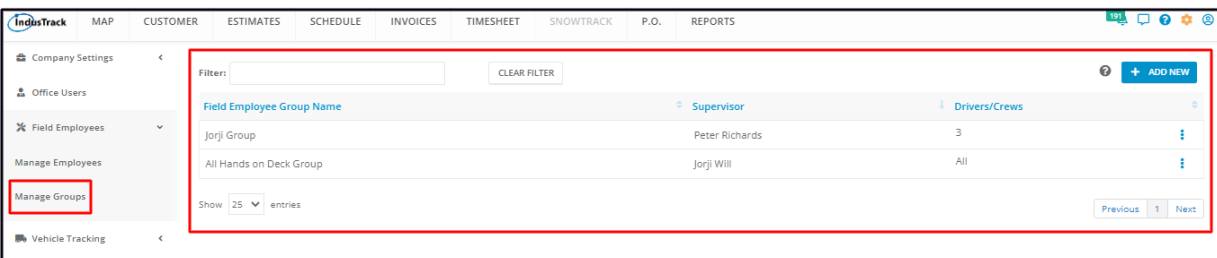 IndusTrack MAP CUSTOMER ESTIMATES SCHEDULE INVOICES TIMESHEET SNOWTRACK P.O. REPORTS 191
Company Settings
Office Users
Field Employees
Manage Employees
Manage Groups
Vehicle Tracking
Filter: CLEAR FILTER + ADD NEW
Field Employee Group Name Supervisor Drivers/Crews
Jorji Group Peter Richards 3
All Hands on Deck Group Jorji Will All
Show 25 entries
Previous 1 Next